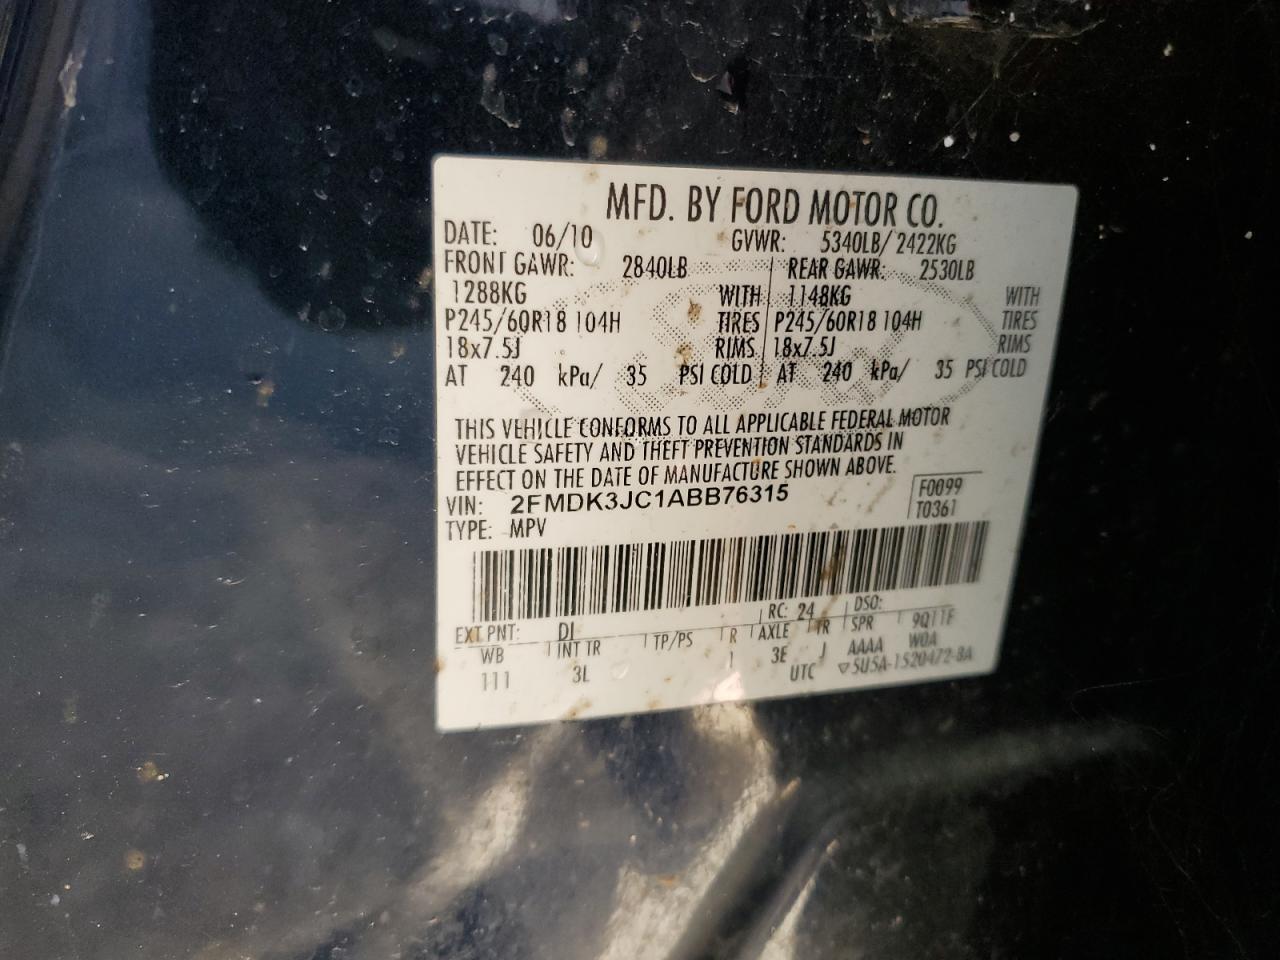 MFD. BY FORD MOTOR CO.
DATE: 06/10 GVWR: 5340LB/ 2422KG
FRONT GAWR: 2840LB REAR GAWR: 2530LB
1288KG WITH 1148KG WITH
P245/60R18 104H TIRES P245/60R18 104H TIRES
18x7.5J RIMS 18x7.5J RIMS
AT 240 kPa/ 35 PSI COLD AT 240 kPa/ 35 PSI COLD
THIS VEHICLE CONFORMS TO ALL APPLICABLE FEDERAL MOTOR
VEHICLE SAFETY AND THEFT PREVENTION STANDARDS IN
EFFECT ON THE DATE OF MANUFACTURE SHOWN ABOVE.
VIN: 2FMDK3JC1ABB76315 F0099
TYPE: MPV T0361
EXT PNT: DJ RC: 24 DSO:
WB INT TR TP/PS R AXLE TR SPR 9Q11F
111 3L 1 3E J AAAA W0A
UTC ▽5U5A-1520472-BA